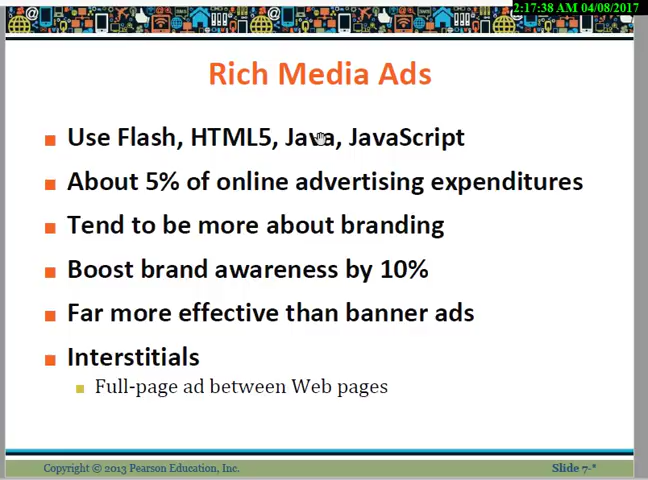 2:17:38 AM 04/08/2017
Rich Media Ads
Use Flash, HTML5, Java, JavaScript
About 5% of online advertising expenditures
Tend to be more about branding
Boost brand awareness by 10%
Far more effective than banner ads
Interstitials
Full-page ad between Web pages
Copyright © 2013 Pearson Education, Inc.
Slide 7-*